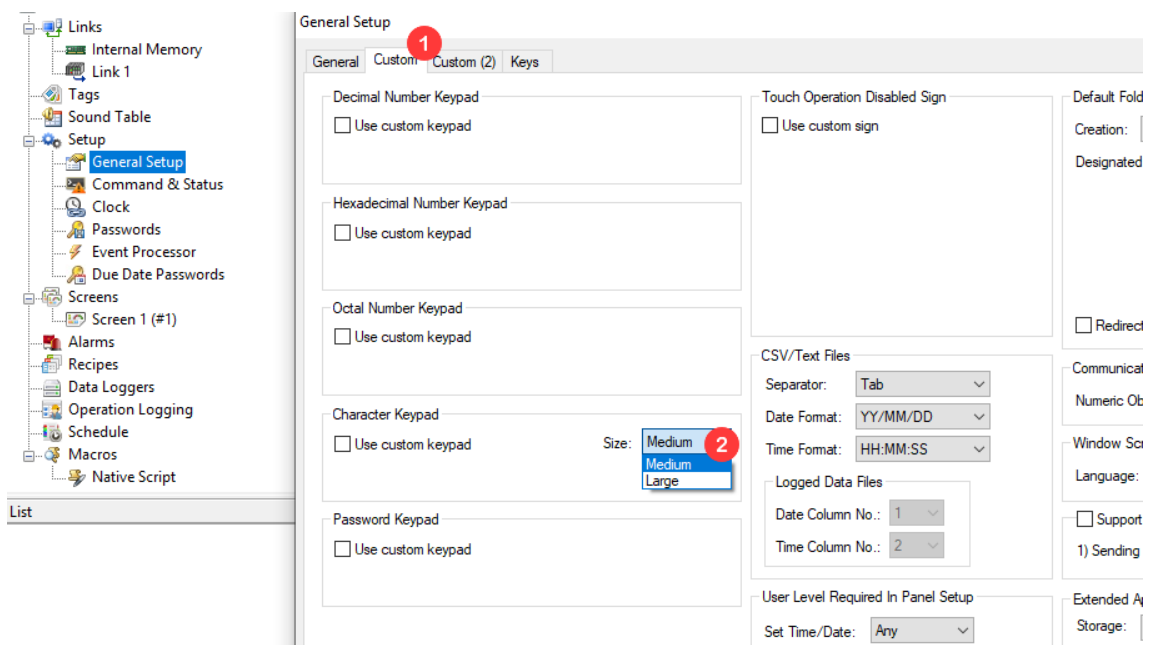 Links
Internal Memory
Link 1
Tags
Sound Table
Setup
General Setup
Command & Status
Clock
Passwords
Event Processor
Due Date Passwords
Screens
Screen 1 (#1)
Alarms
Recipes
Data Loggers
Operation Logging
Schedule
Macros
Native Script
List
General Setup
1
General Custom Custom (2) Keys
Decimal Number Keypad
Use custom keypad
Hexadecimal Number Keypad
Use custom keypad
Octal Number Keypad
Use custom keypad
Character Keypad
Use custom keypad
Size: Medium 2
Medium
Large
Password Keypad
Use custom keypad
Touch Operation Disabled Sign
Use custom sign
CSV/Text Files
Separator: Tab
Date Format: YY/MM/DD
Time Format: HH:MM:SS
Logged Data Files
Date Column No.: 1
Time Column No.: 2
User Level Required In Panel Setup
Set Time/Date: Any
Default Fold
Creation:
Designated
Redirect
Communicat
Numeric Ob
Window Scr
Language:
Support
1) Sending
Extended A
Storage: